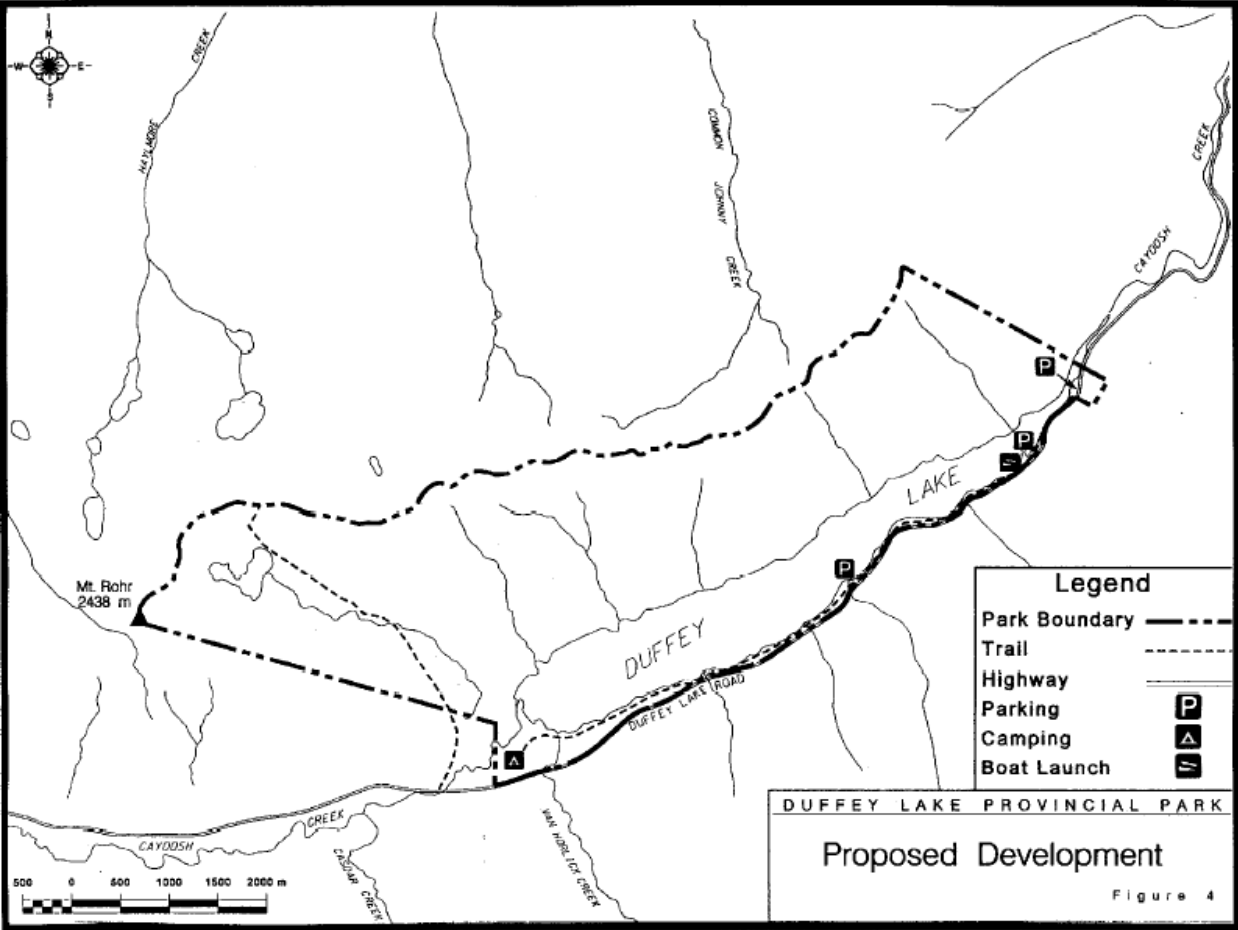 N
W E
S
HAYLMORE CREEK
COMMON JOHNNY CREEK
CAYOOSH CREEK
P
P
LAKE
P
Mt. Rohr
2438 m
DUFFEY
DUFFEY LAKE ROAD
CAYOOSH CREEK
CASDAR CREEK
VAN HORLICK CREEK
500 0 500 1000 1500 2000 m
Legend
Park Boundary
Trail
Highway
Parking P
Camping
Boat Launch
DUFFEY LAKE PROVINCIAL PARK
Proposed Development
Figure 4